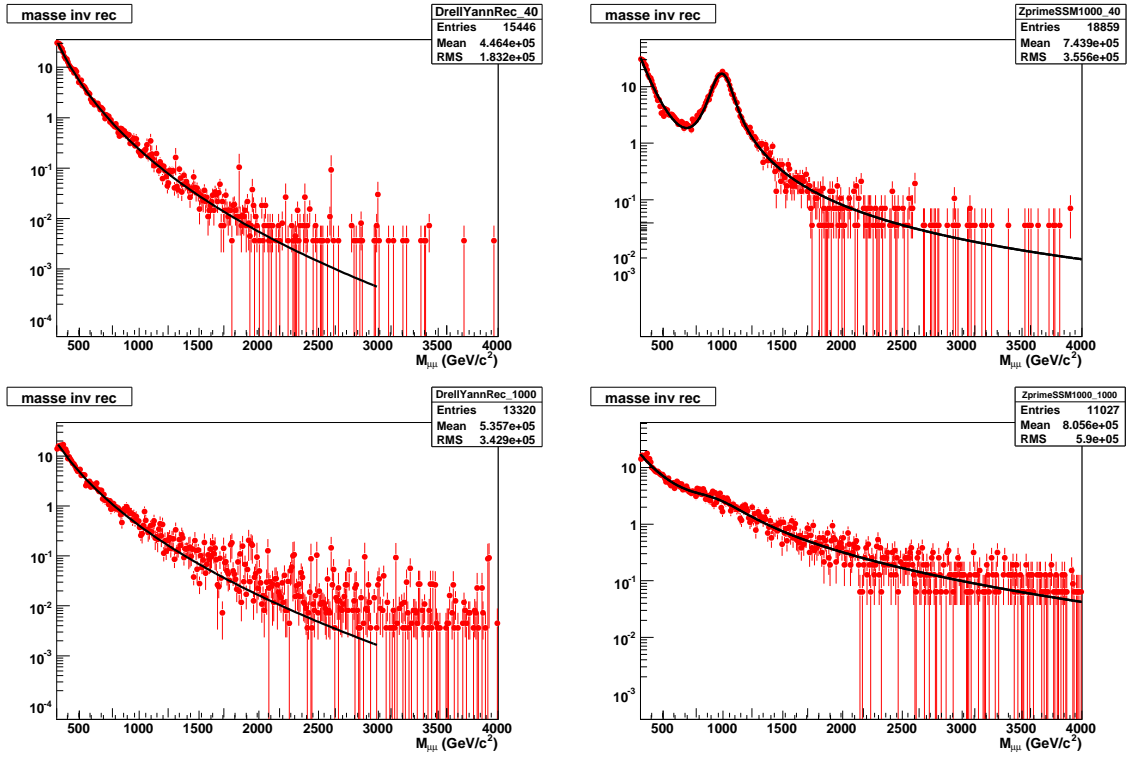 masse inv rec
DrellYannRec_40
Entries 15446
Mean 4.464e+05
RMS 1.832e+05
10
1
10-1
10-2
10-3
10-4
500 1000 1500 2000 2500 3000 3500 4000
Mμμ (GeV/c2)
masse inv rec
ZprimeSSM1000_40
Entries 18859
Mean 7.439e+05
RMS 3.556e+05
10
1
10-1
10-2
10-3
500 1000 1500 2000 2500 3000 3500 4000
Mμμ (GeV/c2)
masse inv rec
DrellYannRec_1000
Entries 13320
Mean 5.357e+05
RMS 3.429e+05
10
1
10-1
10-2
10-3
10-4
500 1000 1500 2000 2500 3000 3500 4000
Mμμ (GeV/c2)
masse inv rec
ZprimeSSM1000_1000
Entries 11027
Mean 8.056e+05
RMS 5.9e+05
10
1
10-1
10-2
10-3
500 1000 1500 2000 2500 3000 3500 4000
Mμμ (GeV/c2)